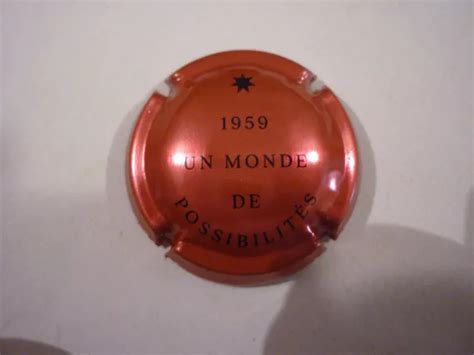 1959
UN MONDE
DE
POSSIBILITÉS